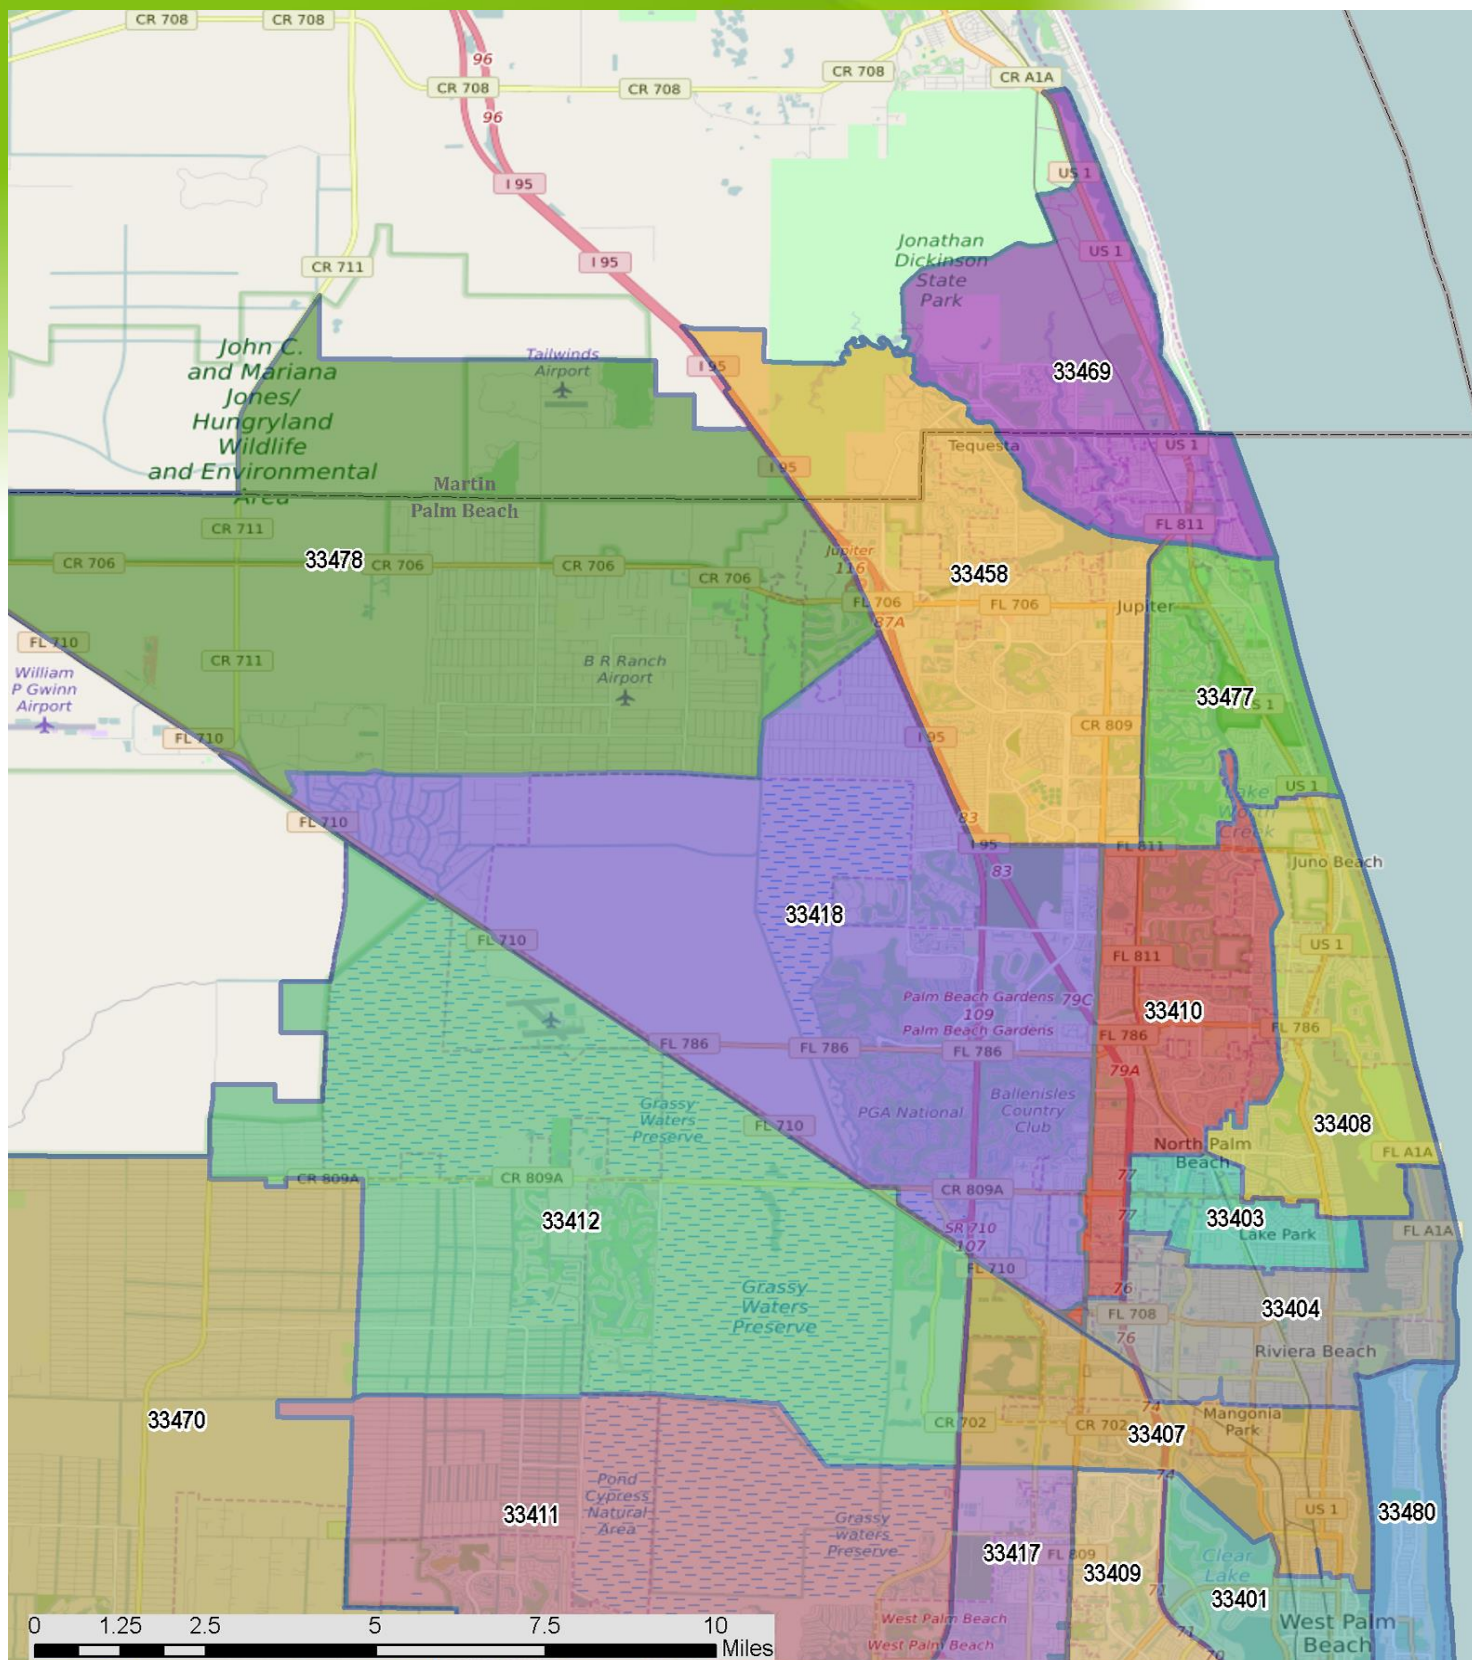 CR 708
CR 708
96
CR 708
CR 708
CR 708
CR A1A
96
I 95
US 1
Jonathan
Dickinson
State
Park
US 1
I 95
CR 711
John C.
and Mariana
Jones/
Hungryland
Wildlife
and Environmental
Area
Tailwinds
Airport
I 95
33469
Tequesta
US 1
I 95
Martin
Palm Beach
CR 711
FL 811
CR 706
33478
CR 706
CR 706
CR 706
Jupiter
116
33458
FL 706
FL 706
Jupiter
87A
FL 710
CR 711
William
P Gwinn
Airport
B R Ranch
Airport
33477
S 1
FL 710
I 95
CR 809
US 1
Lake
Worth
Creek
FL 710
83
I 95
FL 811
83
Juno Beach
33418
FL 710
US 1
FL 811
Palm Beach Gardens
109
Palm Beach Gardens
79C
33410
FL 786
FL 786
FL 786
FL 786
FL 786
79A
Grassy
Waters
Preserve
FL 710
PGA National
Ballenisles
Country
Club
33408
North Palm
Beach
FL A1A
CR 809A
CR 809A
77
CR 809A
33412
77
33403
Lake Park
SR 710
107
FL A1A
FL 710
Grassy
Waters
Preserve
76
FL 708
33404
76
Riviera Beach
33470
CR 702
CR 702
74
33407
Mangonia
Park
74
Pond
Cypress
Natural
Area
33411
Grassy
Waters
Preserve
US 1
33480
33417
FL 809
33409
71
Clear
Lake
33401
West Palm Beach
West Palm Beach
71
70
West Palm
Beach
0 1.25 2.5 5 7.5 10
Miles